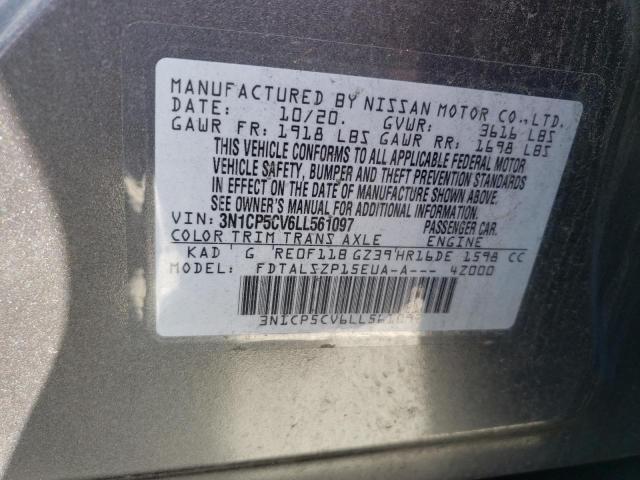 MANUFACTURED BY NISSAN MOTOR CO.,LTD.
DATE: 10/20. GVWR: 3616 LBS
GAWR FR: 1918 LBS GAWR RR: 1698 LBS
THIS VEHICLE CONFORMS TO ALL APPLICABLE FEDERAL MOTOR
VEHICLE SAFETY, BUMPER AND THEFT PREVENTION STANDARDS
IN EFFECT ON THE DATE OF MANUFACTURE SHOWN ABOVE.
SEE OWNER'S MANUAL FOR ADDITIONAL INFORMATION.
VIN: 3N1CP5CV6LL561097 PASSENGER CAR.
COLOR TRIM TRANS AXLE ENGINE
KAD G RE0F11B GZ39 HR16DE 1598 CC
MODEL: FDTALSZP15EUA-A--- 4Z000